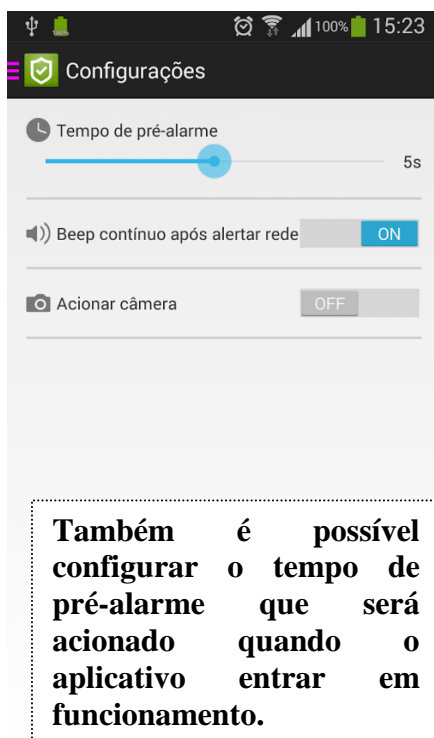 100% 100% 15:23
Configurações
Tempo de pré-alarme
5s
Beep contínuo após alertar rede ON
Acionar câmera OFF
Também é possível
configurar o tempo de
pré-alarme que será
acionado quando o
aplicativo entrar em
funcionamento.